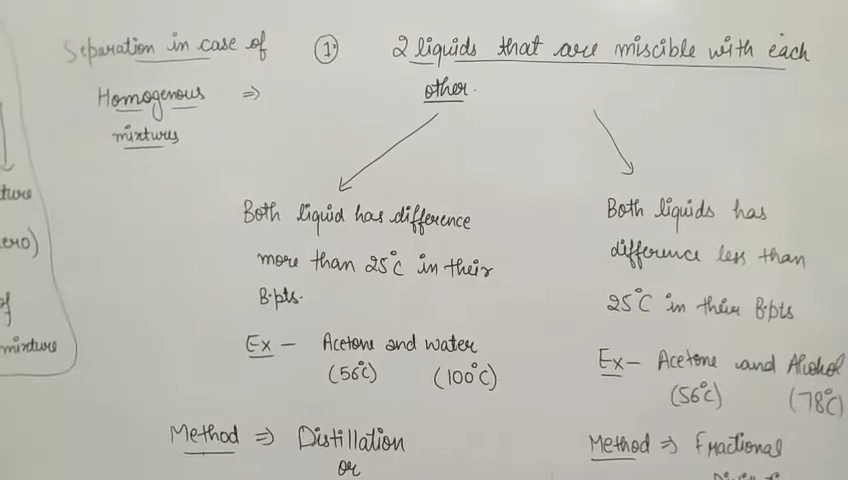 Separation in case of
Homogenous ⇒
mixtures
① 2 liquids that are miscible with each
other.
Both liquid has difference
more than 25°C in their
B.pts.
Ex – Acetone and water
(56°C) (100°C)
Method ⇒ Distillation
or
Both liquids has
difference less than
25°C in their B.pts
Ex – Acetone and Alcohol
(56°C) (78°C)
Method ⇒ Fractional
of
mixture